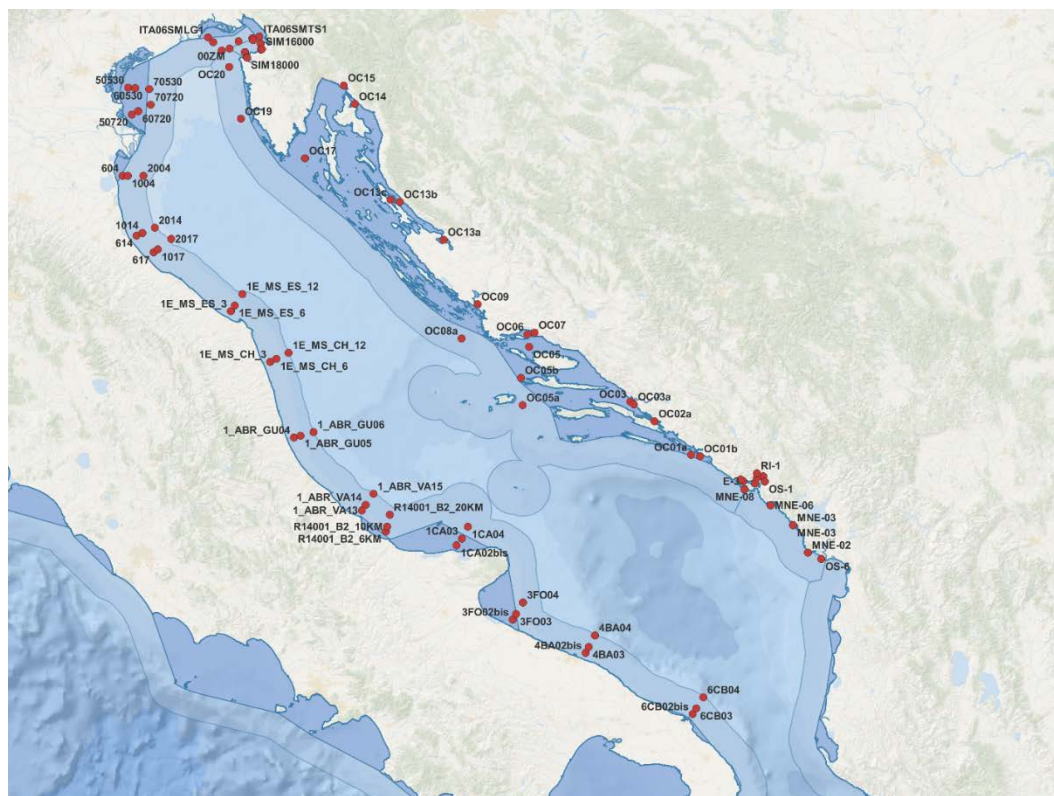 ITA06SMLG1
ITA06SMTS1
SIM16000
00ZM
SIM18000
OC20
50530
60530
70530
70720
60720
50720
OC19
OC15
OC14
OC17
604
2004
1004
OC13c
OC13b
OC13a
1014
614
2014
2017
617
1017
1E_MS_ES_12
1E_MS_ES_3
1E_MS_ES_6
OC09
OC08a
OC06
OC07
OC05
1E_MS_CH_12
1E_MS_CH_3
1E_MS_CH_6
OC05b
OC05a
OC03
OC03a
OC02a
1_ABR_GU06
1_ABR_GU04
1_ABR_GU05
OC01a
OC01b
RI-1
E-3
OS-1
MNE-08
1_ABR_VA15
1_ABR_VA14
1_ABR_VA13
R14001_B2_20KM
R14001_B2_10KM
R14001_B2_6KM
MNE-06
MNE-03
MNE-03
MNE-02
OS-6
1CA03
1CA04
1CA02bis
3FO04
3FO02bis
3FO03
4BA04
4BA02bis
4BA03
6CB04
6CB02bis
6CB03